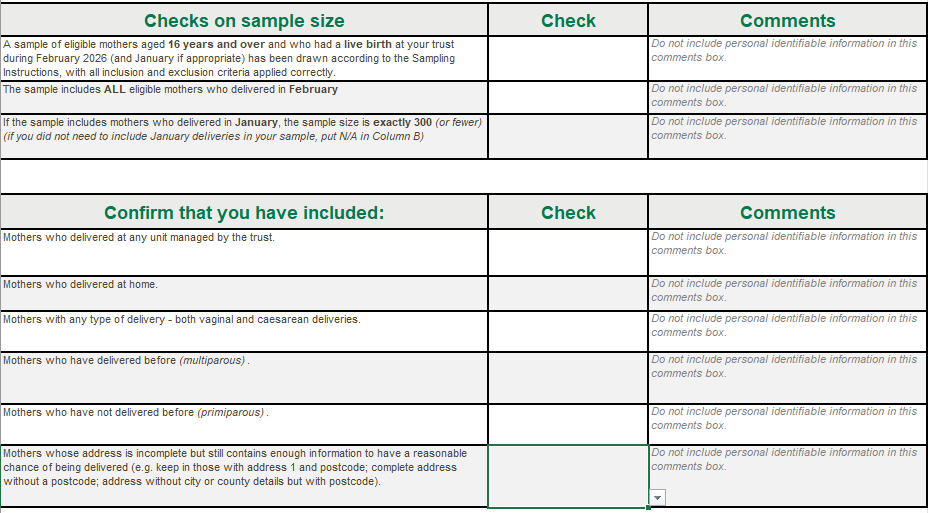 Checks on sample size Check Comments
A sample of eligible mothers aged 16 years and over and who had a live birth at your trust
during February 2026 (and January if appropriate) has been drawn according to the Sampling
Instructions, with all inclusion and exclusion criteria applied correctly.
Do not include personal identifiable information in this
comments box.
The sample includes ALL eligible mothers who delivered in February
Do not include personal identifiable information in this
comments box.
If the sample includes mothers who delivered in January, the sample size is exactly 300 (or fewer)
(if you did not need to include January deliveries in your sample, put N/A in Column B)
Do not include personal identifiable information in this
comments box.
Confirm that you have included: Check Comments
Mothers who delivered at any unit managed by the trust.
Do not include personal identifiable information in this
comments box.
Mothers who delivered at home.
Do not include personal identifiable information in this
comments box.
Mothers with any type of delivery - both vaginal and caesarean deliveries.
Do not include personal identifiable information in this
comments box.
Mothers who have delivered before (multiparous) .
Do not include personal identifiable information in this
comments box.
Mothers who have not delivered before (primiparous) .
Do not include personal identifiable information in this
comments box.
Mothers whose address is incomplete but still contains enough information to have a reasonable
chance of being delivered (e.g. keep in those with address 1 and postcode; complete address
without a postcode; address without city or county details but with postcode).
Do not include personal identifiable information in this
comments box.